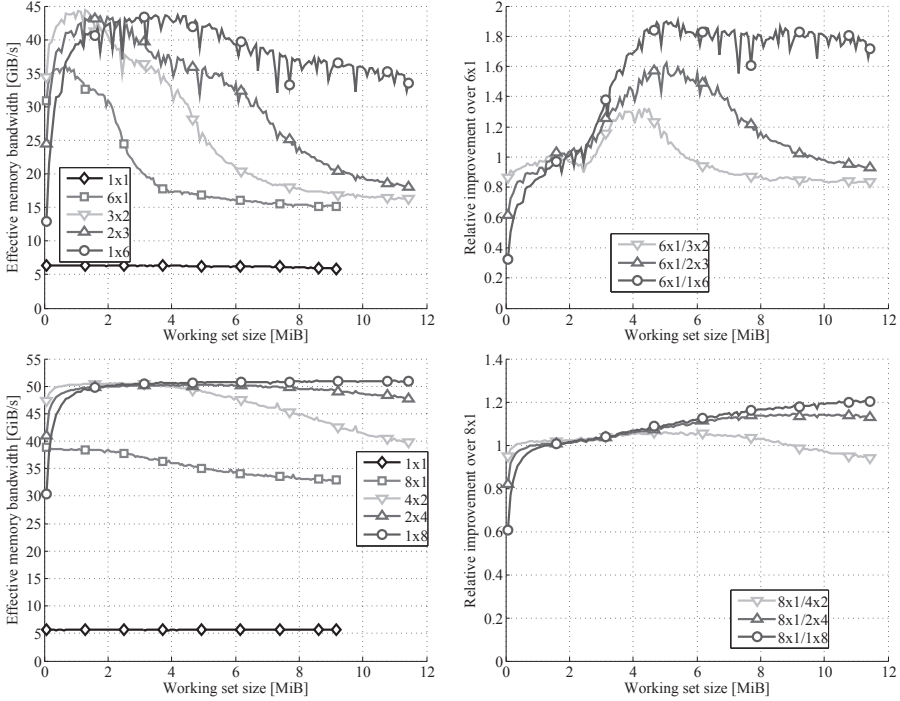 45
40
35
30
25
20
15
10
5
0
Effective memory bandwidth [GiB/s]
1x1
6x1
3x2
2x3
1x6
0 2 4 6 8 10 12
Working set size [MiB]
2
1.8
1.6
1.4
1.2
1
0.8
0.6
0.4
0.2
0
Relative improvement over 6x1
6x1/3x2
6x1/2x3
6x1/1x6
0 2 4 6 8 10 12
Working set size [MiB]
55
50
45
40
35
30
25
20
15
10
5
0
Effective memory bandwidth [GiB/s]
1x1
8x1
4x2
2x4
1x8
0 2 4 6 8 10 12
Working set size [MiB]
1.4
1.2
1
0.8
0.6
0.4
0.2
0
Relative improvement over 8x1
8x1/4x2
8x1/2x4
8x1/1x8
0 2 4 6 8 10 12
Working set size [MiB]